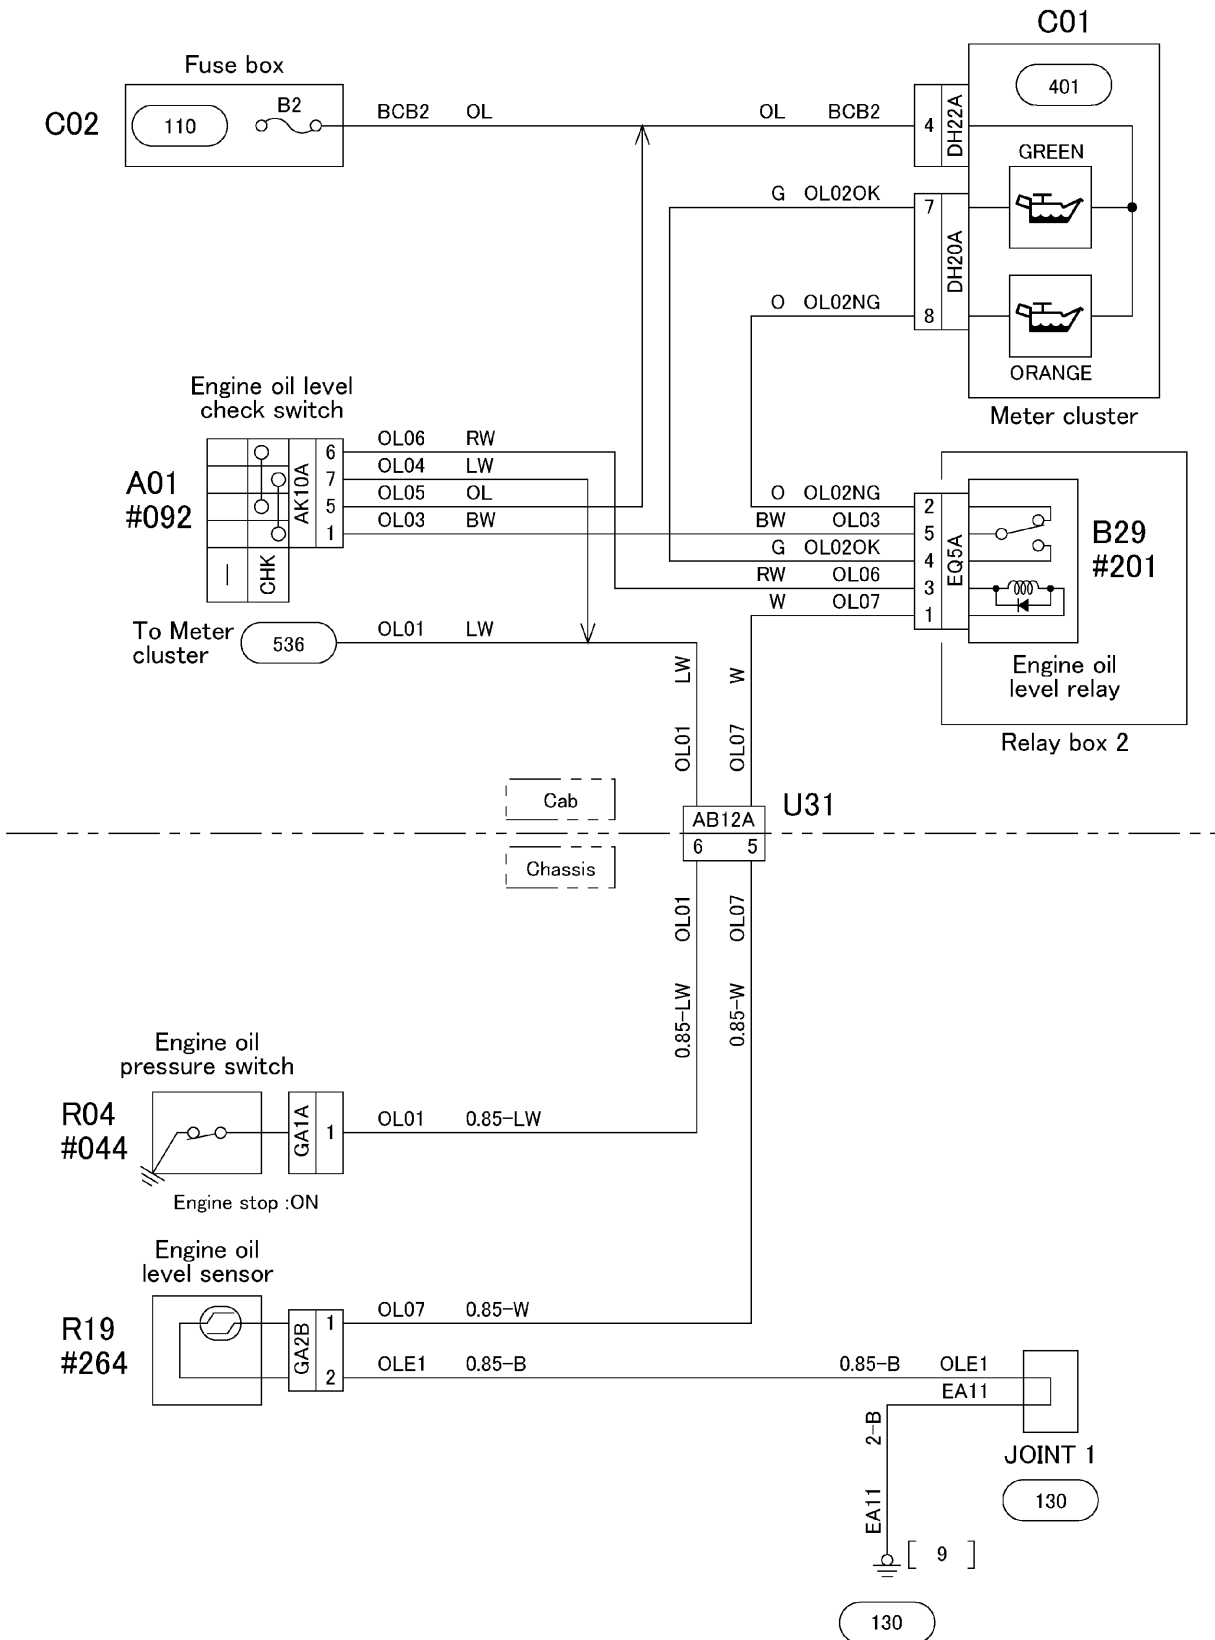 C01
Fuse box
C02
110
B2
BCB2 OL
OL BCB2
4
DH22A
401
GREEN
G OL02OK
7
DH20A
O OL02NG
8
ORANGE
Meter cluster
Engine oil level
check switch
A01
#092
AK10A
6
7
5
1
OL06 RW
OL04 LW
OL05 OL
OL03 BW
—
CHK
O OL02NG
BW OL03
G OL02OK
RW OL06
W OL07
2
5
4
3
1
EQ5A
B29
#201
Engine oil
level relay
Relay box 2
To Meter
cluster
536
OL01 LW
LW
W
OL01
OL07
Cab
AB12A
U31
6 5
Chassis
OL01
OL07
0.85-LW
0.85-W
Engine oil
pressure switch
R04
#044
GA1A
1
OL01 0.85-LW
Engine stop :ON
Engine oil
level sensor
R19
#264
GA2B
1
2
OL07 0.85-W
OLE1 0.85-B
0.85-B OLE1
EA11
2-B
EA11
JOINT 1
130
[ 9 ]
130